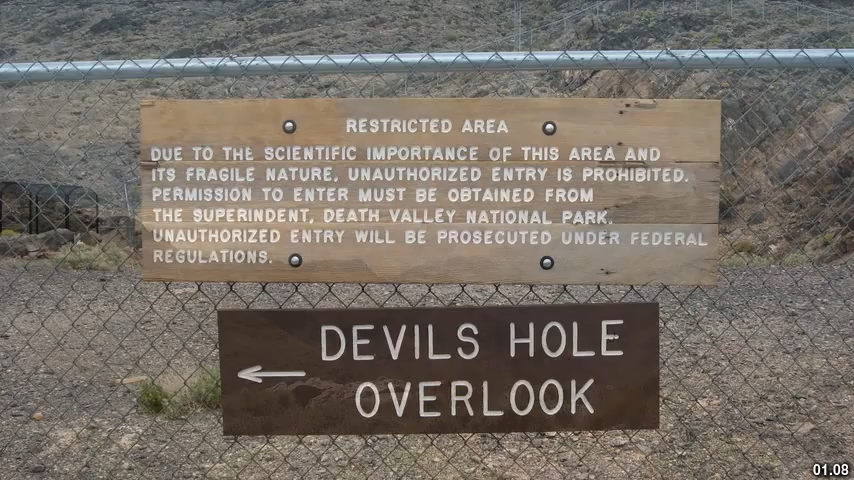 RESTRICTED AREA
DUE TO THE SCIENTIFIC IMPORTANCE OF THIS AREA AND
ITS FRAGILE NATURE, UNAUTHORIZED ENTRY IS PROHIBITED.
PERMISSION TO ENTER MUST BE OBTAINED FROM
THE SUPERINDENT, DEATH VALLEY NATIONAL PARK.
UNAUTHORIZED ENTRY WILL BE PROSECUTED UNDER FEDERAL
REGULATIONS.
DEVILS HOLE
OVERLOOK
01.08